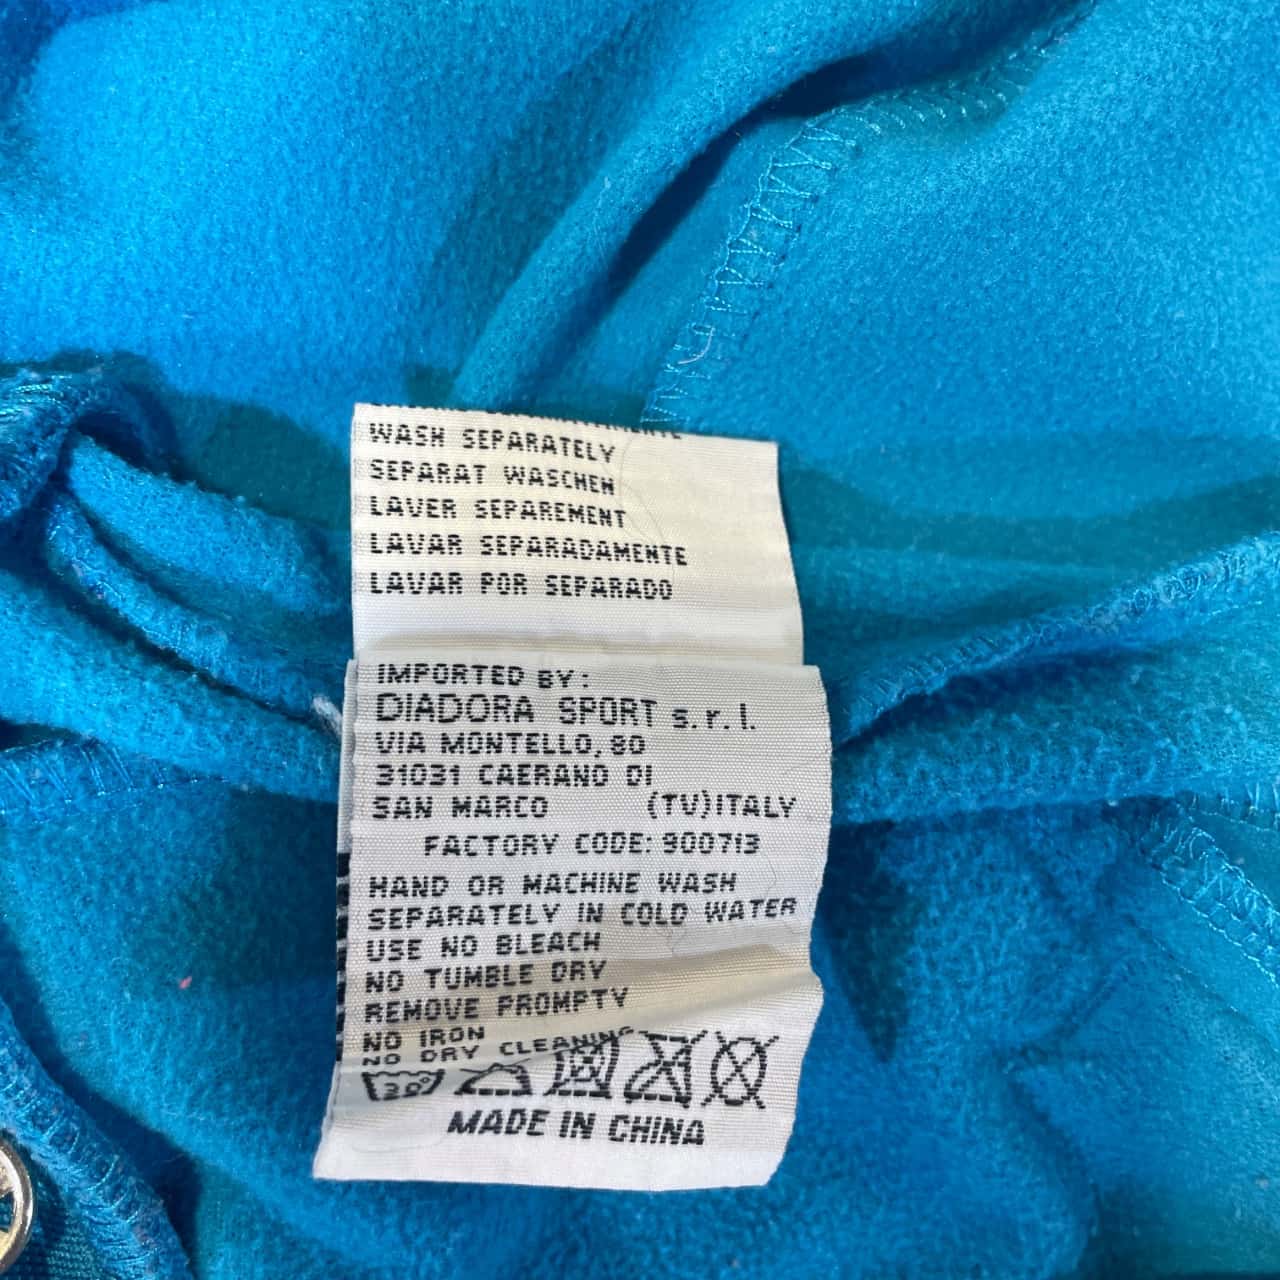 WASH SEPARATELY
SEPARAT WASCHEN
LAVER SEPAREMENT
LAVAR SEPARADAMENTE
LAVAR POR SEPARADO
IMPORTED BY:
DIADORA SPORT s.r.l.
VIA MONTELLO, 80
31031 CAERANO DI
SAN MARCO (TV)ITALY
FACTORY CODE: 900713
HAND OR MACHINE WASH
SEPARATELY IN COLD WATER
USE NO BLEACH
NO TUMBLE DRY
REMOVE PROMPTY
NO IRON
NO DRY CLEANING
30°
MADE IN CHINA